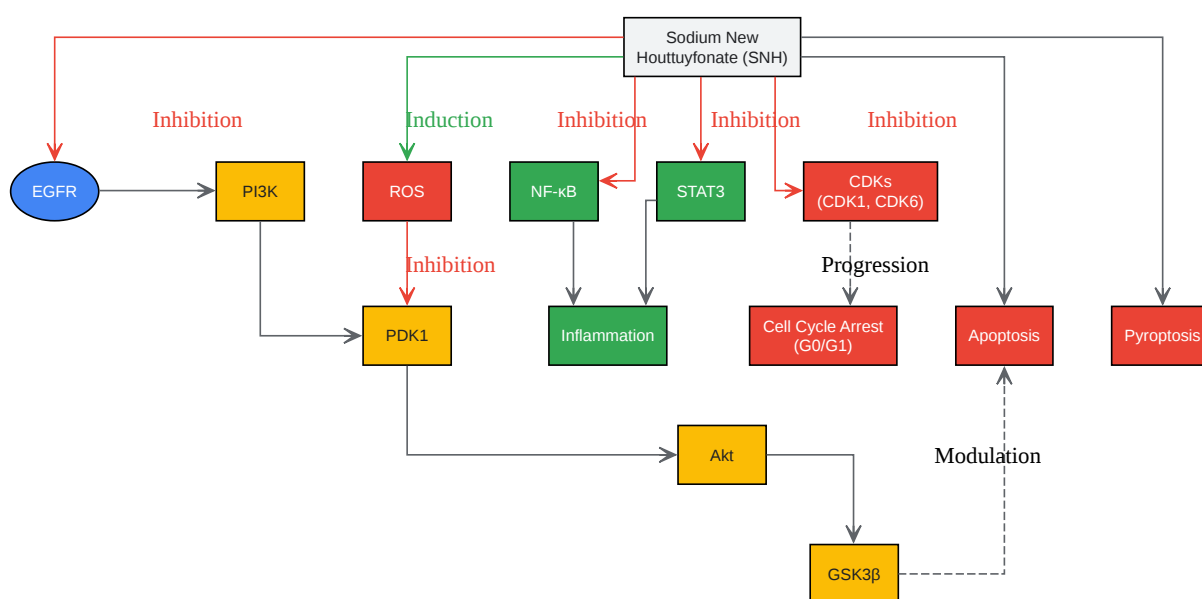 Sodium New
Houttuyfonate (SNH)
Inhibition
Induction
Inhibition
Inhibition
Inhibition
EGFR
PI3K
ROS
NF-κB
STAT3
CDKs
(CDK1, CDK6)
Inhibition
Progression
PDK1
Inflammation
Cell Cycle Arrest
(G0/G1)
Apoptosis
Pyroptosis
Akt
Modulation
GSK3β